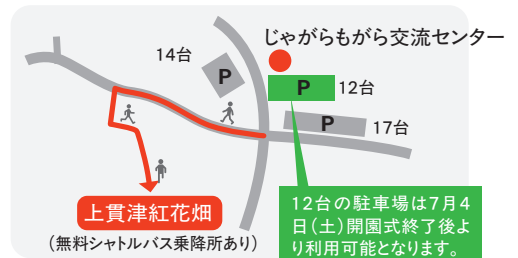 じゃがらもがら交流センター
14台
P
P
12台
P
17台
上貫津紅花畑
(無料シャトルバス乗降所あり)
12台の駐車場は7月4
日(土)開園式終了後よ
り利用可能となります。